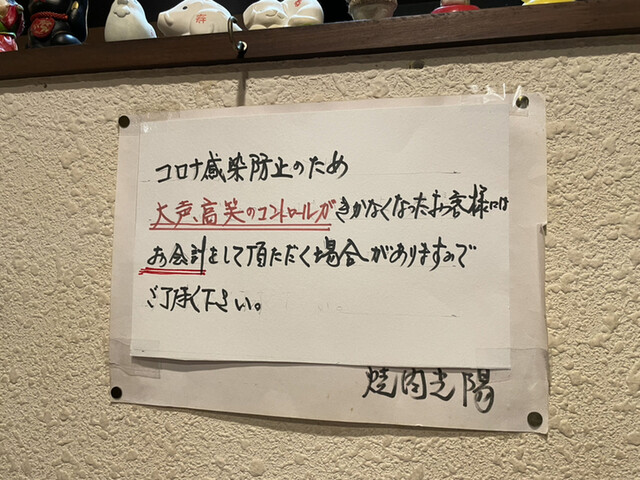 コロナ感染防止のため
大声、高笑のコントロールがきかなくなったお客様には
お会計をして頂ただく場合がありますので
ご了承下さい。
焼肉光陽